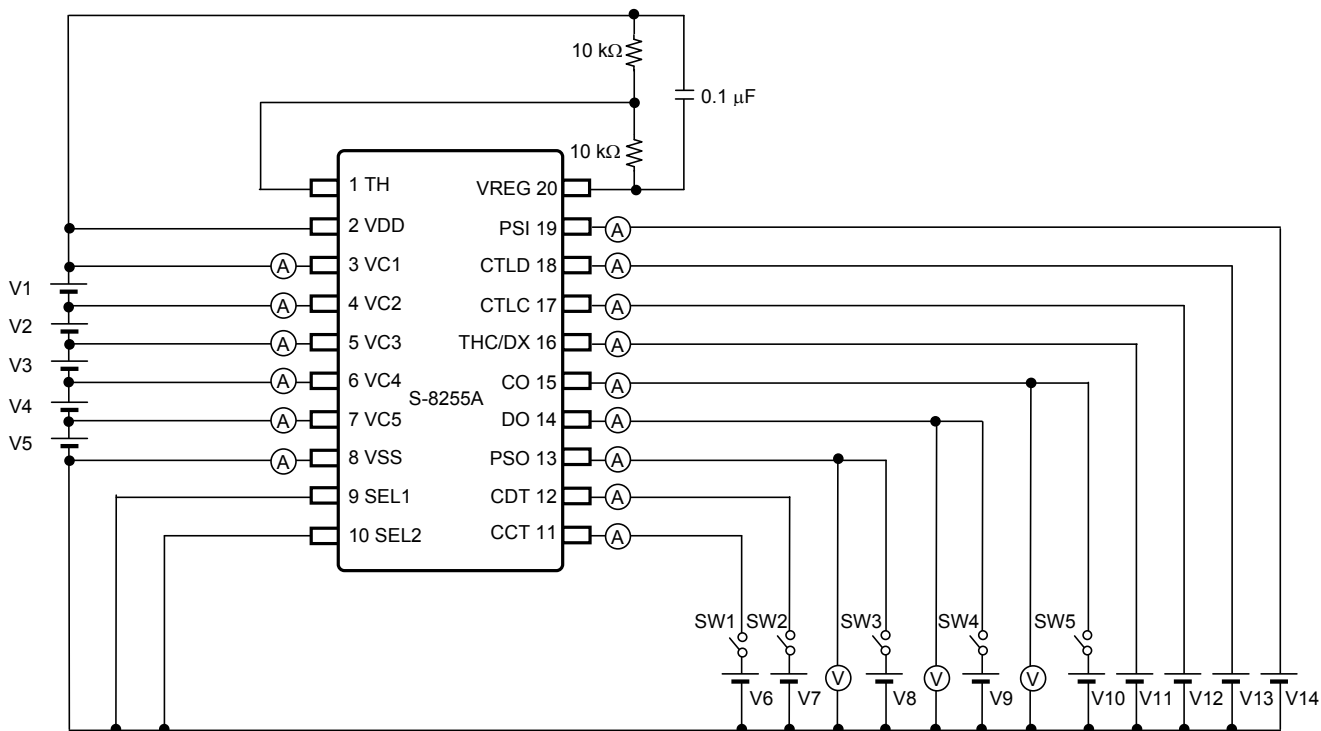 10 kΩ
0.1 μF
10 kΩ
1 TH
VREG 20
2 VDD
PSI 19
A
3 VC1
A
CTLD 18
A
V1
4 VC2
A
CTLC 17
A
V2
5 VC3
A
THC/DX 16
A
V3
6 VC4
A
CO 15
A
V4
S-8255A
7 VC5
A
DO 14
A
V5
8 VSS
A
PSO 13
A
9 SEL1
CDT 12
A
10 SEL2
CCT 11
A
SW1
SW2
SW3
SW4
SW5
V
V
V
V6
V7
V8
V9
V10
V11
V12
V13
V14